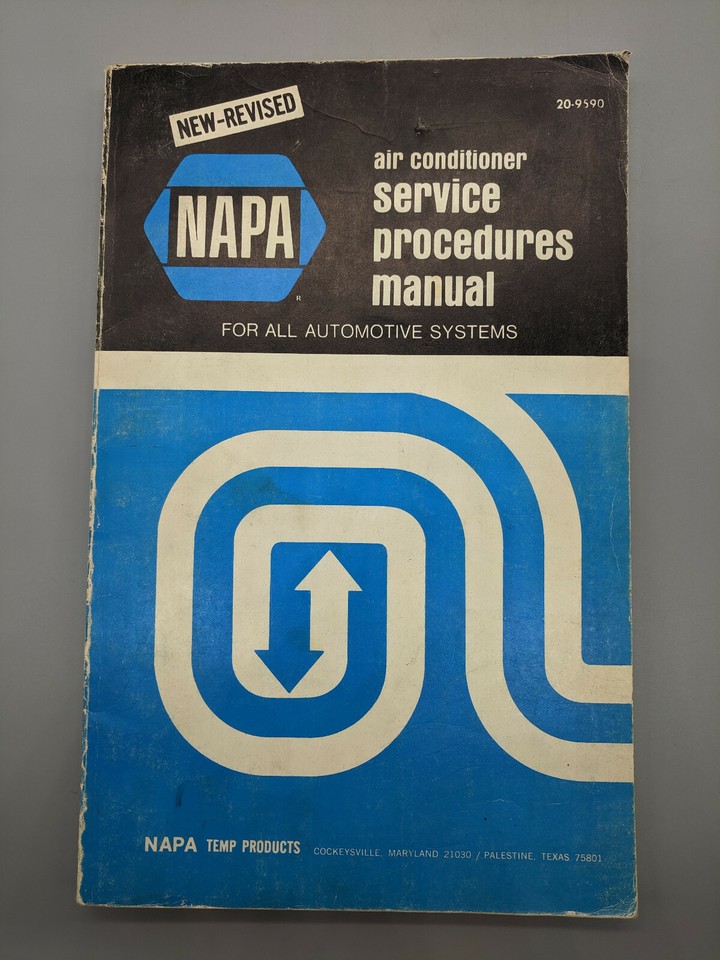 NEW-REVISED
20-9590
NAPA
R
air conditioner
service
procedures
manual
FOR ALL AUTOMOTIVE SYSTEMS
NAPA TEMP PRODUCTS COCKEYSVILLE, MARYLAND 21030 / PALESTINE, TEXAS 75801